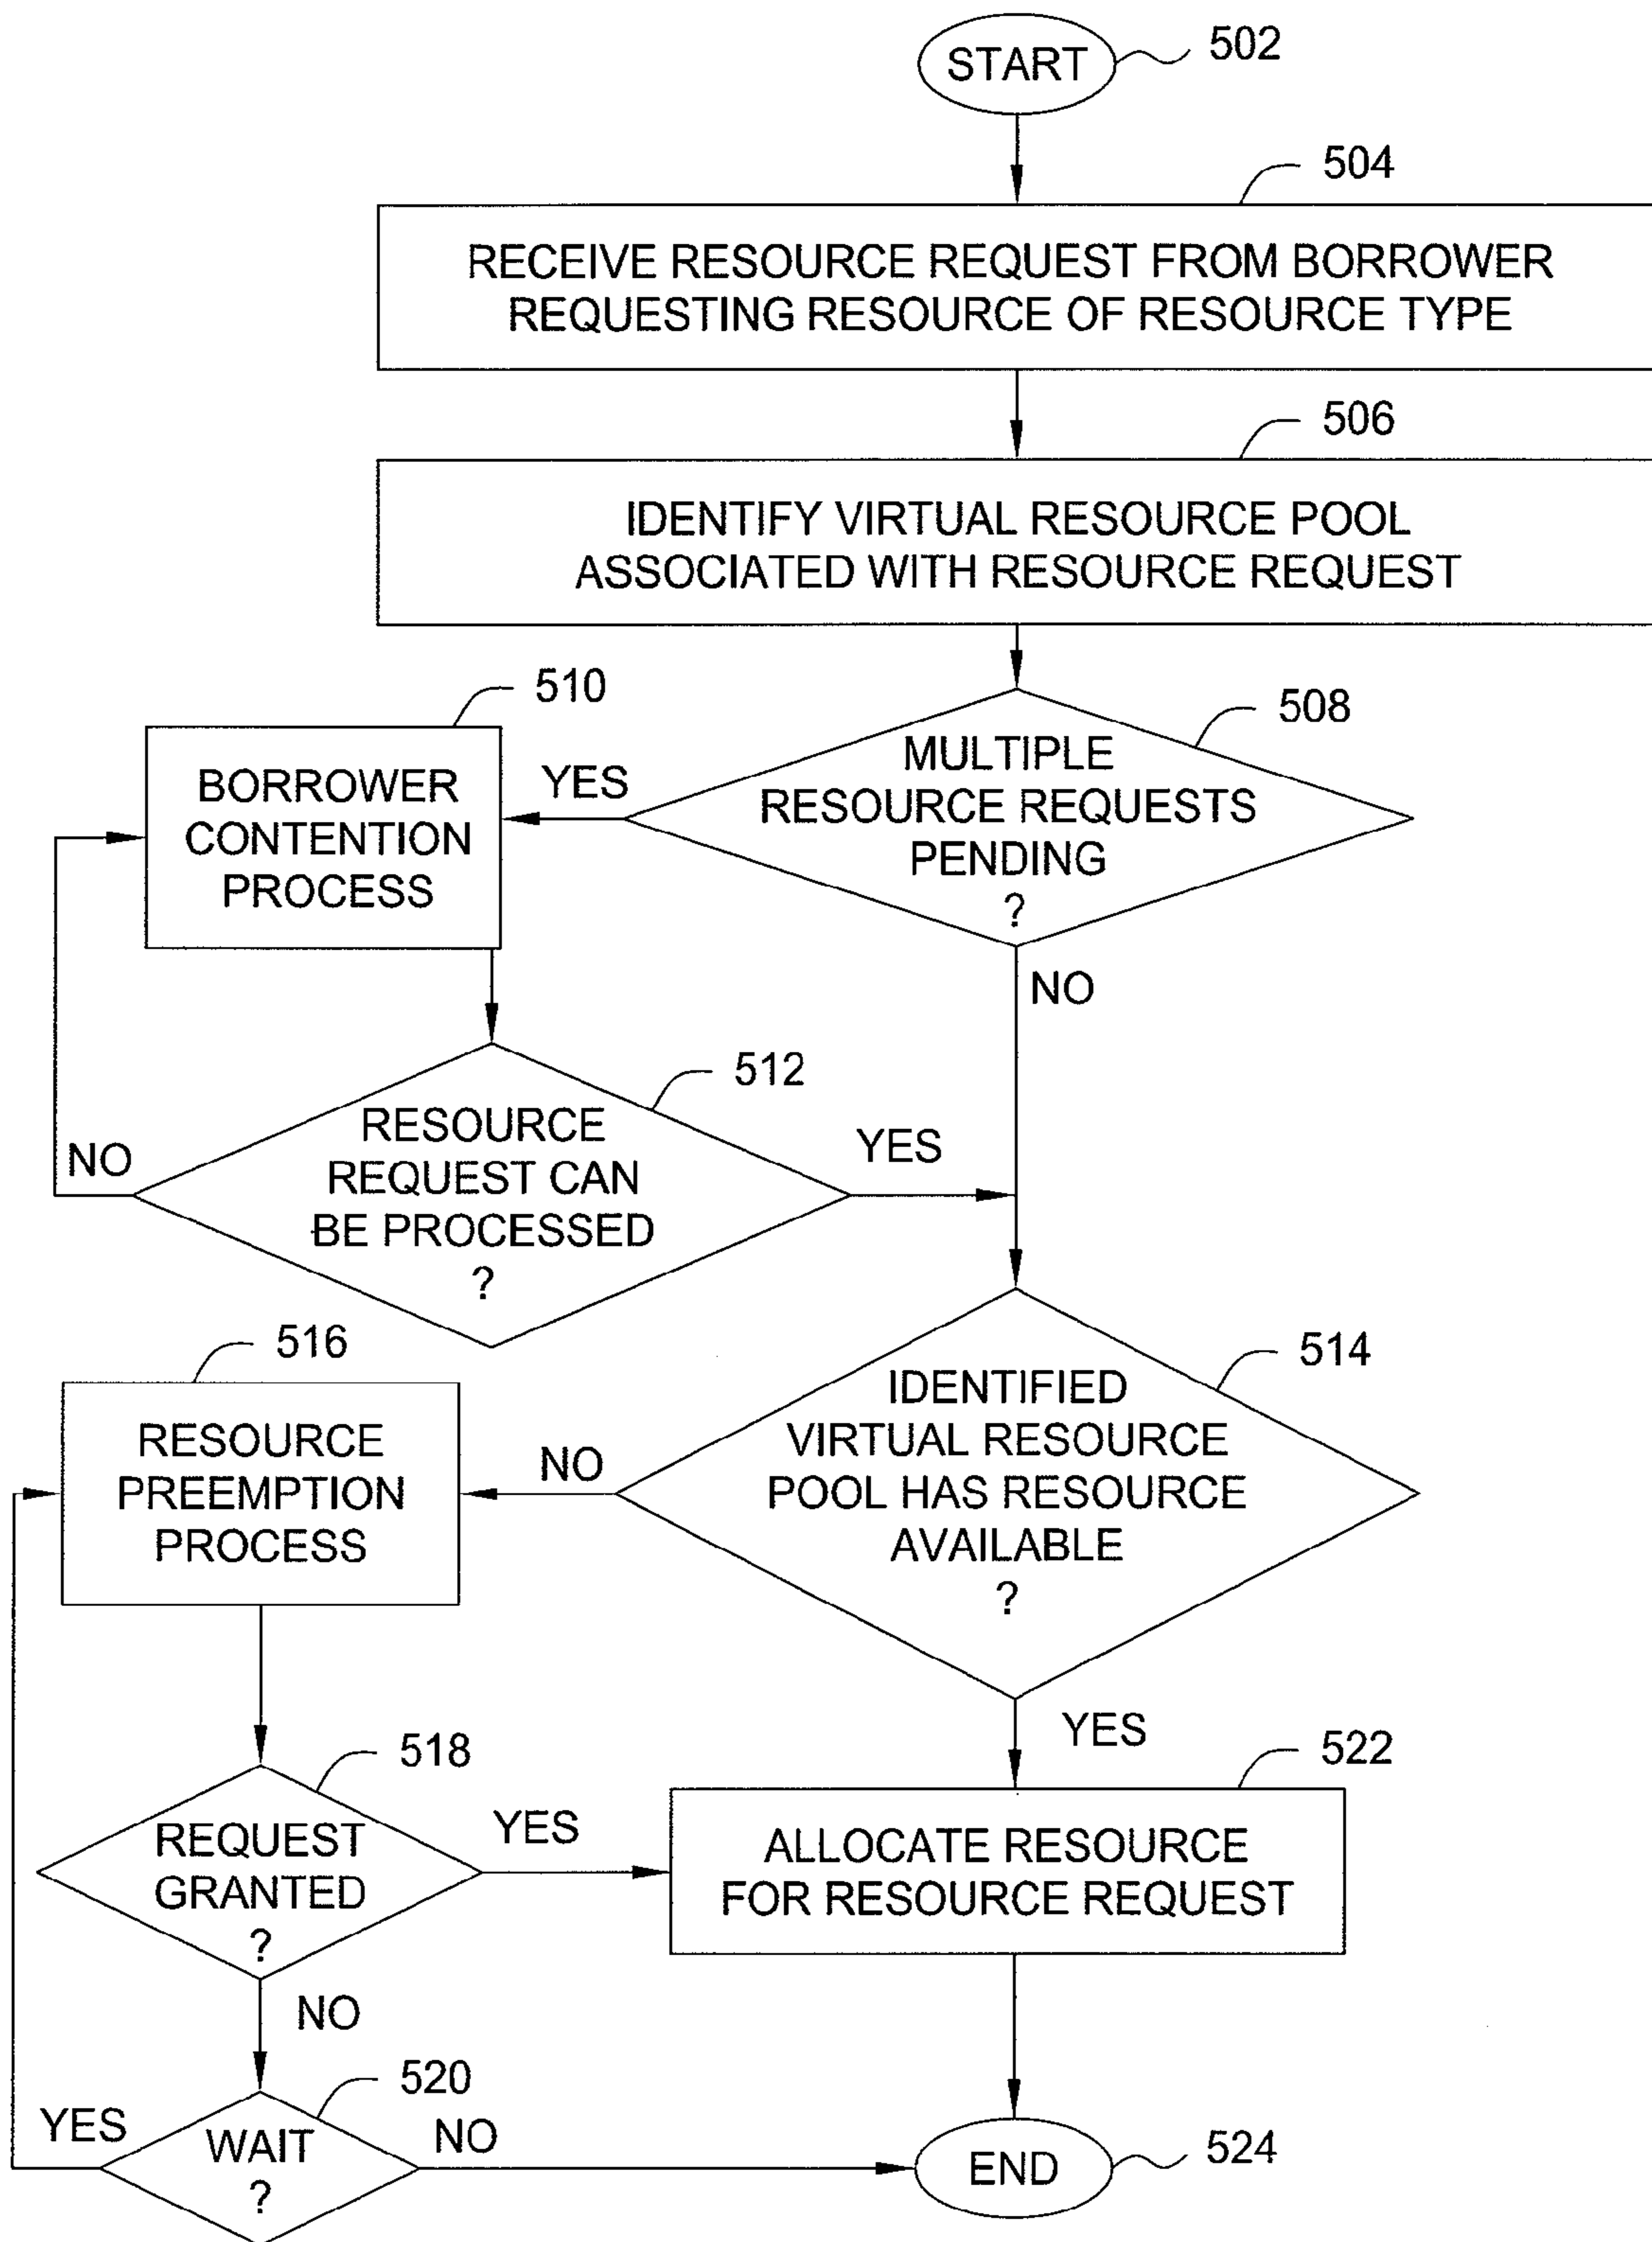 START
502
504
RECEIVE RESOURCE REQUEST FROM BORROWER
REQUESTING RESOURCE OF RESOURCE TYPE
506
IDENTIFY VIRTUAL RESOURCE POOL
ASSOCIATED WITH RESOURCE REQUEST
510
508
BORROWER
CONTENTION
PROCESS
YES
MULTIPLE
RESOURCE REQUESTS
PENDING
?
NO
512
RESOURCE
REQUEST CAN
BE PROCESSED
?
NO
YES
516
514
RESOURCE
PREEMPTION
PROCESS
NO
IDENTIFIED
VIRTUAL RESOURCE
POOL HAS RESOURCE
AVAILABLE
?
YES
518
522
REQUEST
GRANTED
?
YES
ALLOCATE RESOURCE
FOR RESOURCE REQUEST
NO
520
YES
WAIT
?
NO
END
524